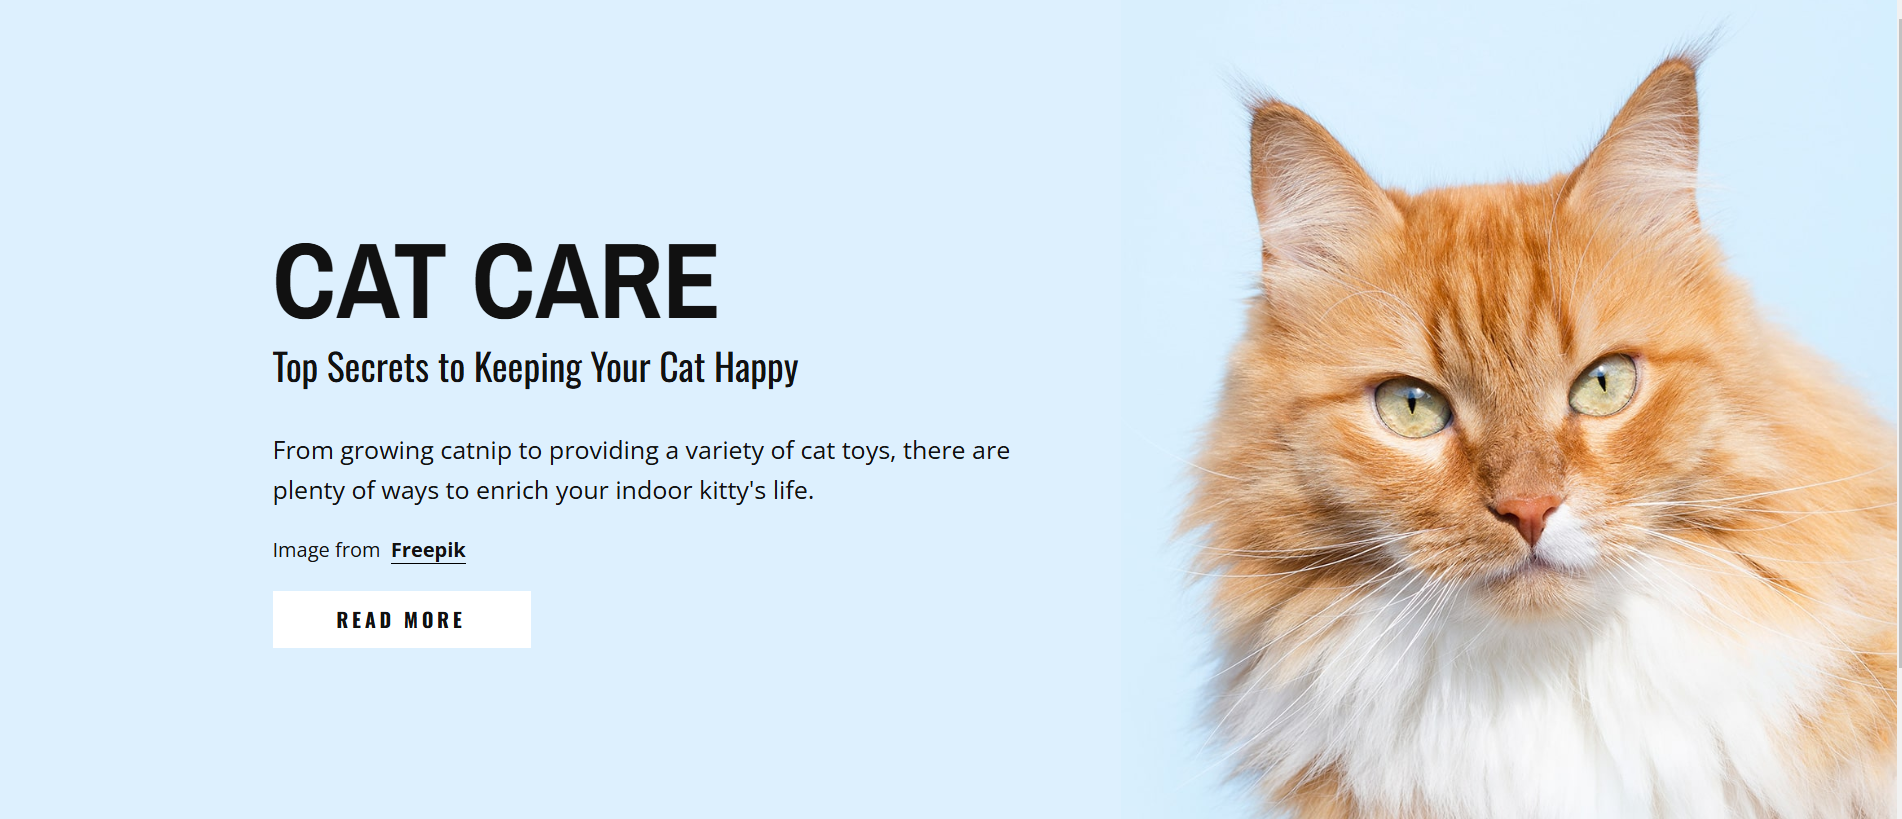 CAT CARE
Top Secrets to Keeping Your Cat Happy
From growing catnip to providing a variety of cat toys, there are
plenty of ways to enrich your indoor kitty's life.
Image from Freepik
READ MORE